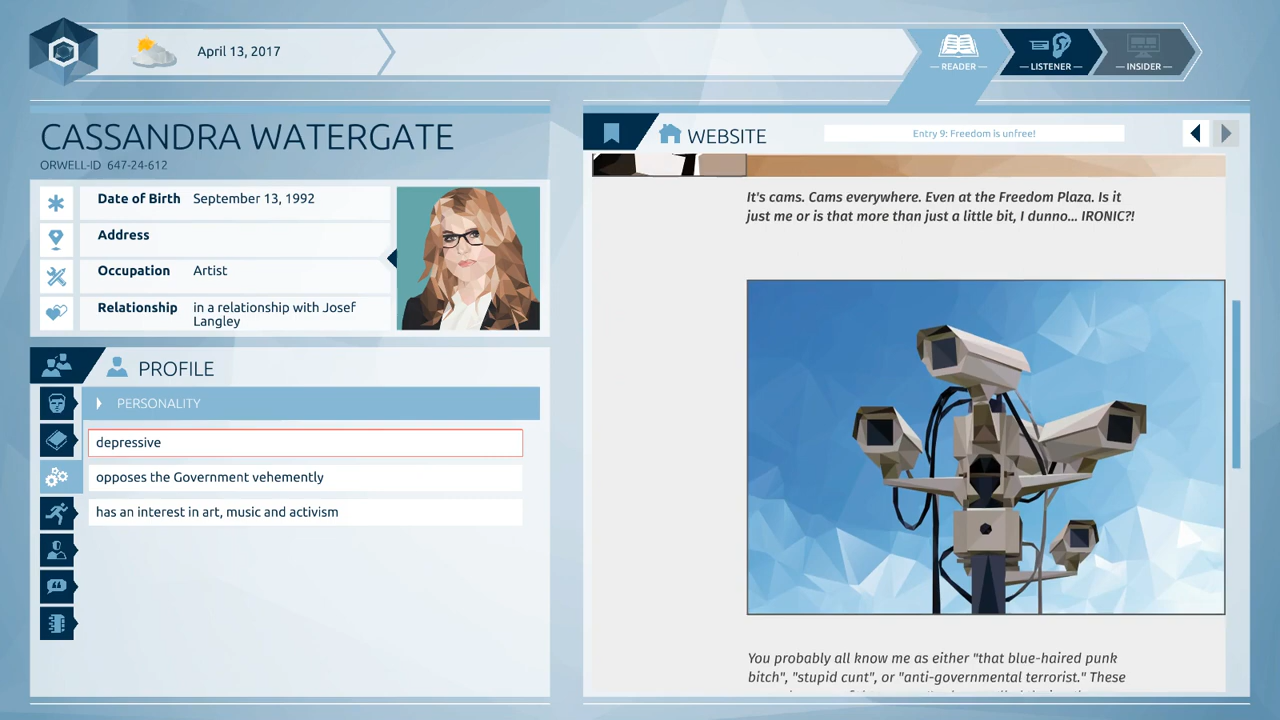 April 13, 2017
— READER —
— LISTENER —
— INSIDER —
CASSANDRA WATERGATE
ORWELL-ID 647-24-612
Date of Birth September 13, 1992
Address
Occupation Artist
Relationship in a relationship with Josef
Langley
PROFILE
PERSONALITY
depressive
opposes the Government vehemently
has an interest in art, music and activism
WEBSITE
Entry 9: Freedom is unfree!
It's cams. Cams everywhere. Even at the Freedom Plaza. Is it
just me or is that more than just a little bit, I dunno... IRONIC?!
You probably all know me as either "that blue-haired punk
bitch", "stupid cunt", or "anti-governmental terrorist." These